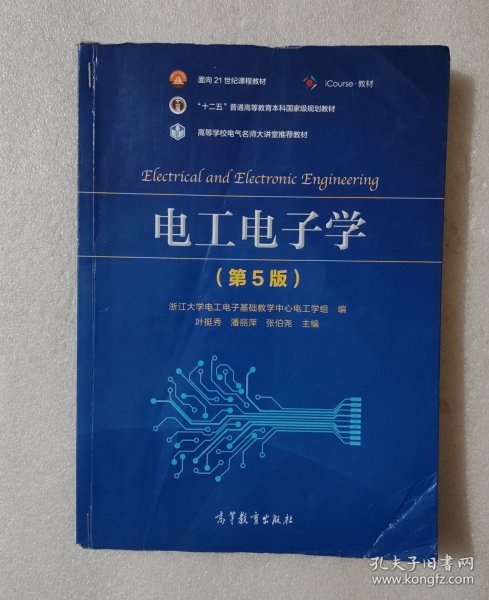 面向21世纪课程教材
iCourse·教材
“十二五”普通高等教育本科国家级规划教材
高等学校电气名师大讲堂推荐教材
Electrical and Electronic Engineering
电工电子学
（第5版）
浙江大学电工电子基础教学中心电工学组 编
叶挺秀 潘丽萍 张伯尧 主编
高等教育出版社
孔夫子旧书网
www.kongfz.com